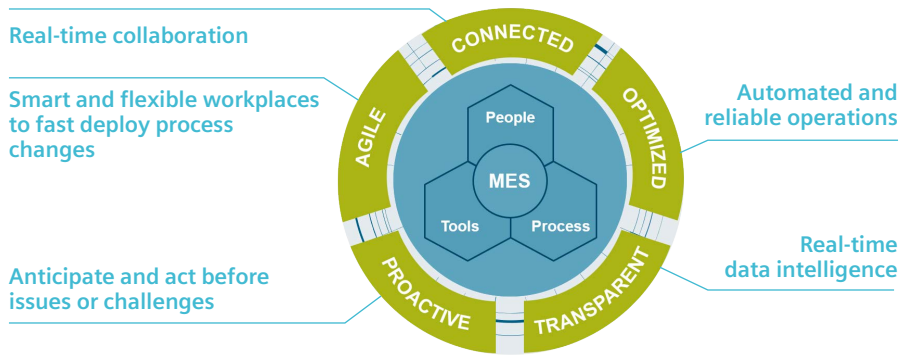 Real-time collaboration
Smart and flexible workplaces
to fast deploy process
changes
Anticipate and act before
issues or challenges
CONNECTED
AGILE
OPTIMIZED
PROACTIVE
TRANSPARENT
People
MES
Tools
Process
Automated and
reliable operations
Real-time
data intelligence